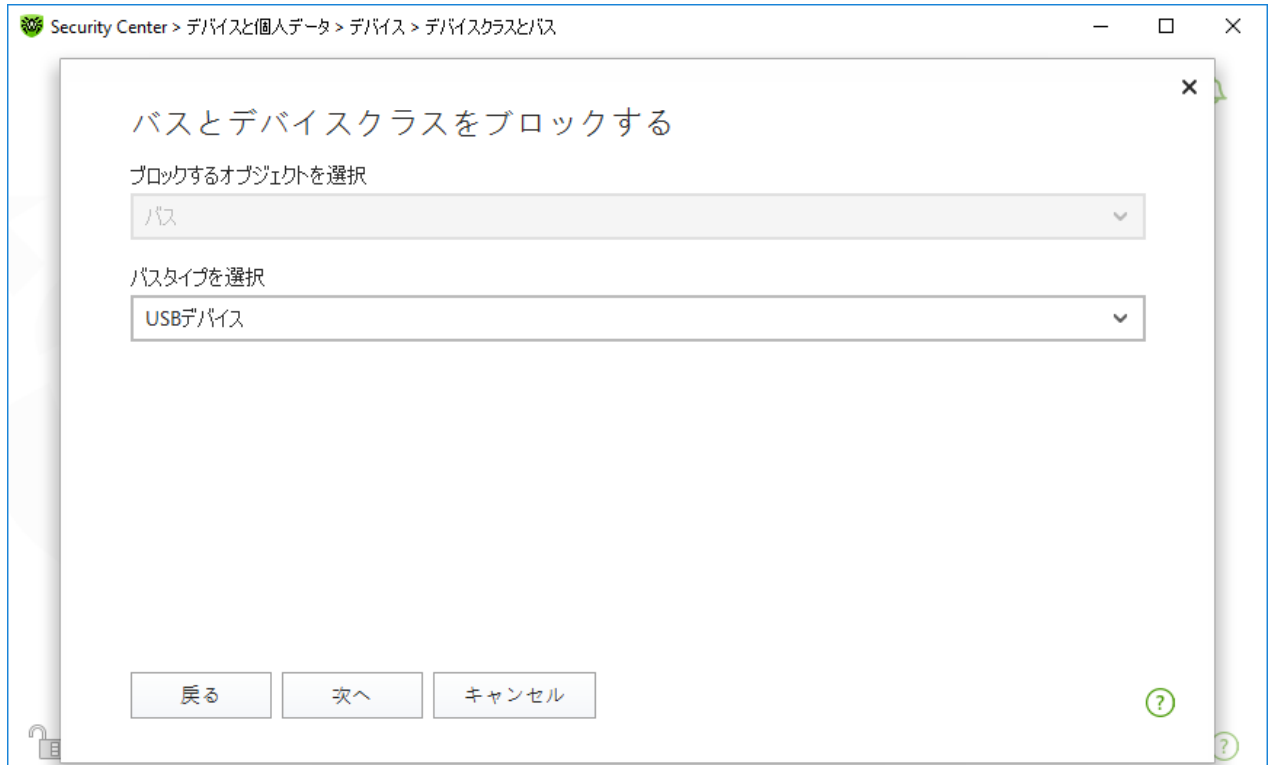 Security Center > デバイスと個人データ > デバイス > デバイスクラスとバス
バスとデバイスクラスをブロックする
ブロックするオブジェクトを選択
バス
バスタイプを選択
USBデバイス
戻る
次へ
キャンセル
?
?